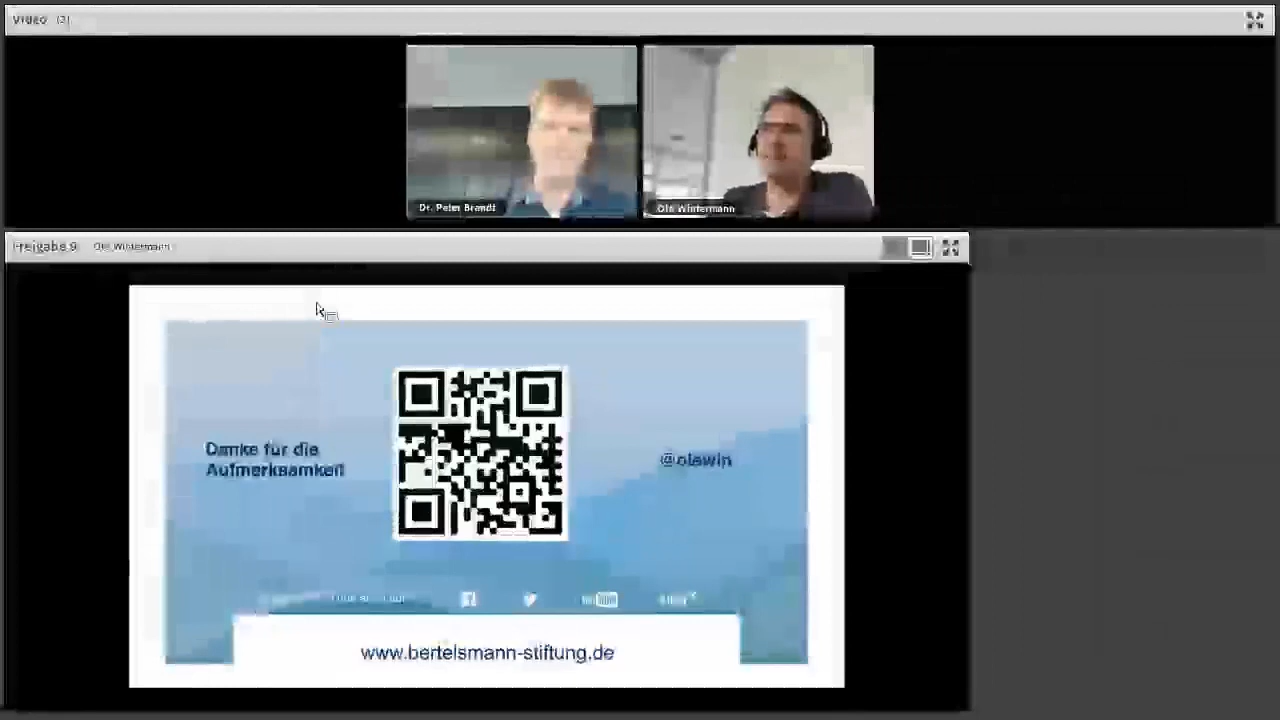 Video (2)
Dr. Peter Brandt
Ole Wintermann
Freigabe 9 Ole Wintermann
Danke für die
Aufmerksamkeit
@olewin
www.bertelsmann-stiftung.de